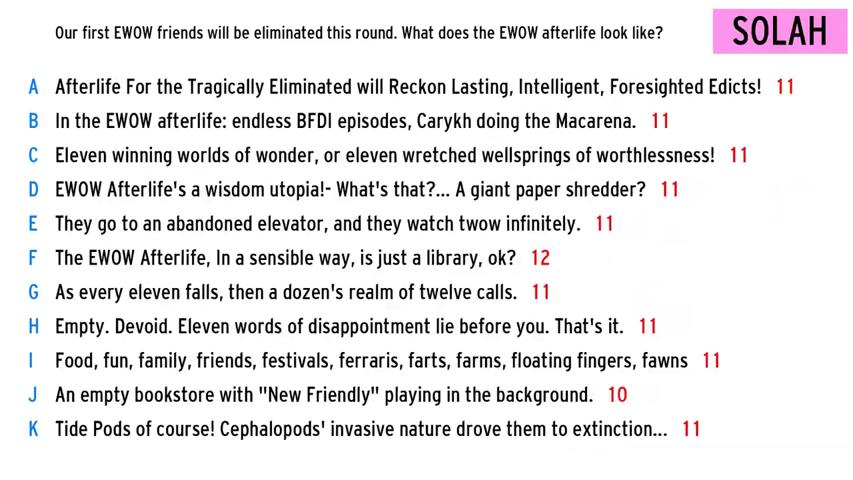 Our first EWOW friends will be eliminated this round. What does the EWOW afterlife look like?
SOLAH
A Afterlife For the Tragically Eliminated will Reckon Lasting, Intelligent, Foresighted Edicts! 11
B In the EWOW afterlife: endless BFDI episodes, Carykh doing the Macarena. 11
C Eleven winning worlds of wonder, or eleven wretched wellsprings of worthlessness! 11
D EWOW Afterlife's a wisdom utopia!- What's that?... A giant paper shredder? 11
E They go to an abandoned elevator, and they watch twow infinitely. 11
F The EWOW Afterlife, In a sensible way, is just a library, ok? 12
G As every eleven falls, then a dozen's realm of twelve calls. 11
H Empty. Devoid. Eleven words of disappointment lie before you. That's it. 11
I Food, fun, family, friends, festivals, ferraris, farts, farms, floating fingers, fawns 11
J An empty bookstore with "New Friendly" playing in the background. 10
K Tide Pods of course! Cephalopods' invasive nature drove them to extinction... 11